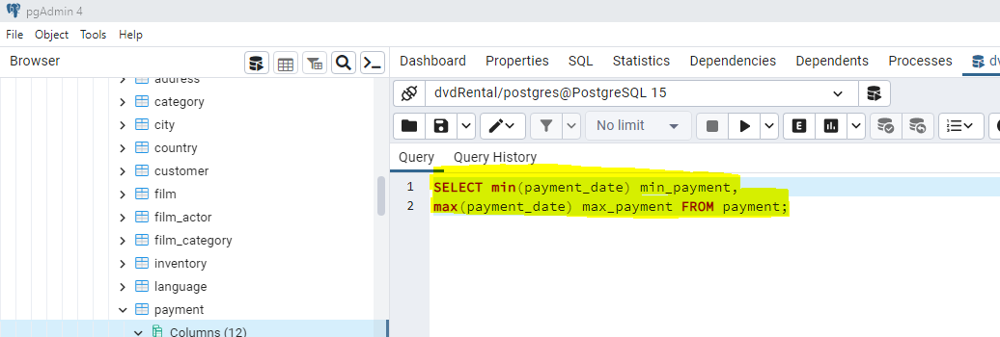 pgAdmin 4
File Object Tools Help
Browser
Dashboard Properties SQL Statistics Dependencies Dependents Processes
dvdRental/postgres@PostgreSQL 15
No limit
E
Query Query History
1 SELECT min(payment_date) min_payment,
2 max(payment_date) max_payment FROM payment;
address
category
city
country
customer
film
film_actor
film_category
inventory
language
payment
Columns (12)